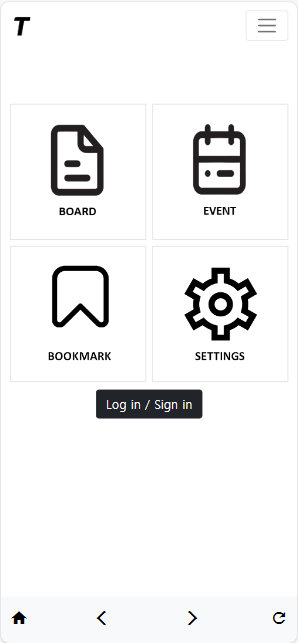 T
BOARD
EVENT
BOOKMARK
SETTINGS
Log in / Sign in